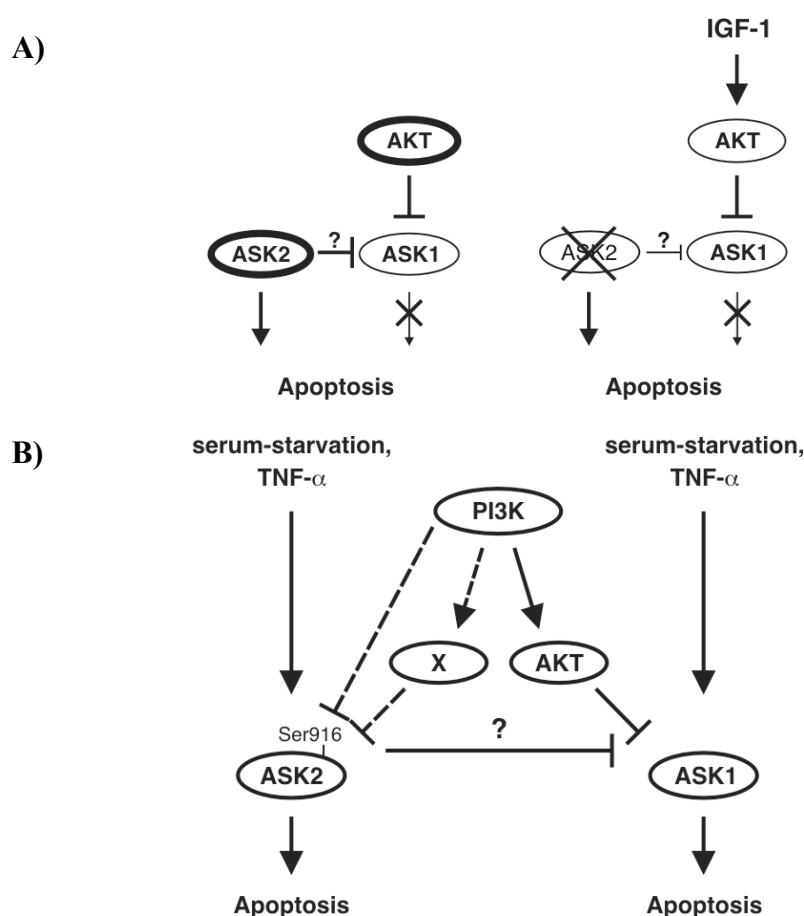 A)
IGF-1
AKT
AKT
ASK2
?
ASK1
ASK2
?
ASK1
Apoptosis
Apoptosis
B)
serum-starvation,
TNF-α
serum-starvation,
TNF-α
PI3K
X
AKT
?
Ser916
ASK2
ASK1
Apoptosis
Apoptosis